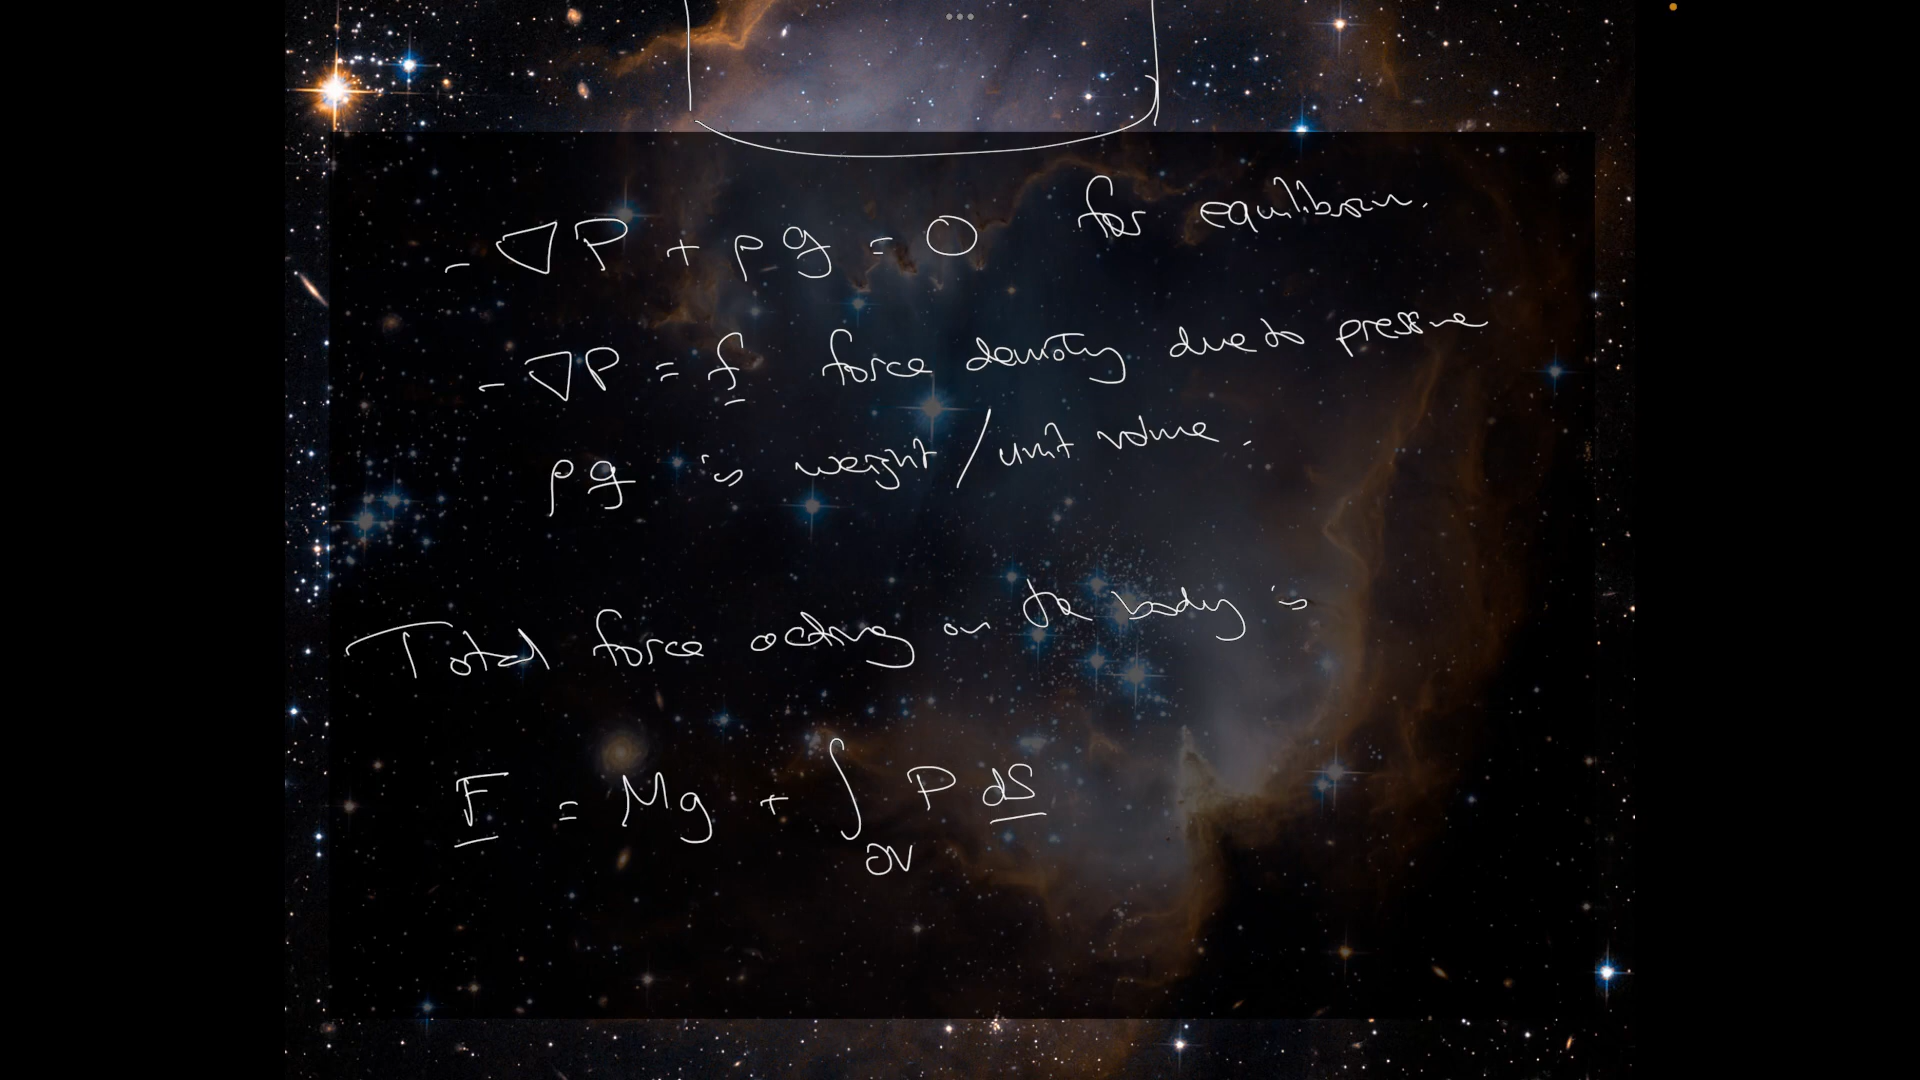 - ∇P + ρg = 0 for equilibrium.
- ∇P = f force density due to pressure
ρg is weight/unit volume.
Total force acting on the body is
F = Mg + ∫∂V P dS